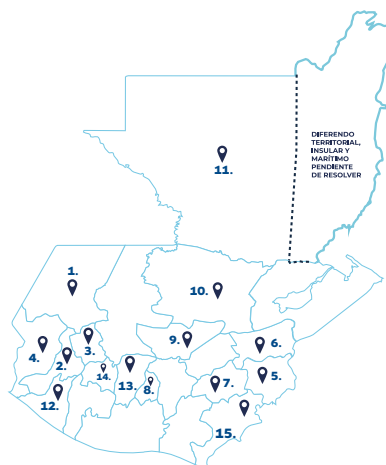 DIFERENDO
TERRITORIAL,
INSULAR Y
MARÍTIMO
PENDIENTE
DE RESOLVER
11.
1.
10.
9.
6.
4.
3.
2.
14.
13.
8.
7.
5.
12.
15.